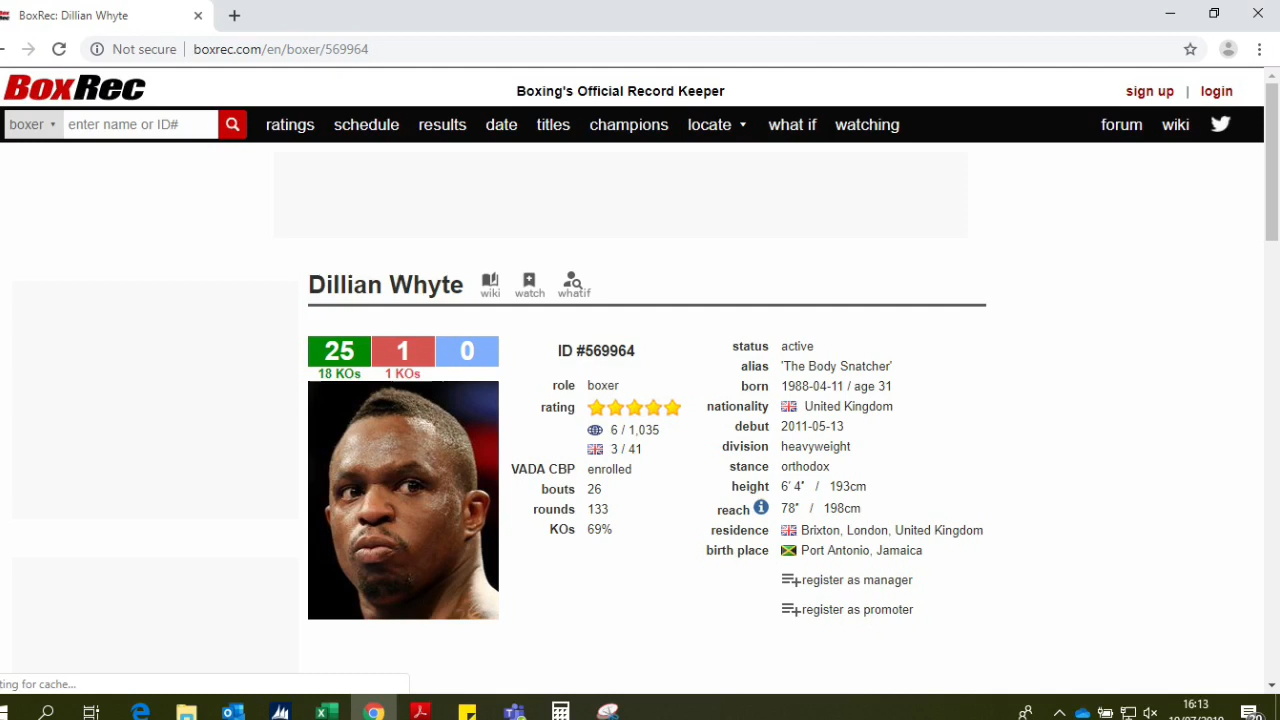 BoxRec: Dillian Whyte
Not secure boxrec.com/en/boxer/569964
BoxRec
Boxing's Official Record Keeper
sign up | login
boxer enter name or ID# ratings schedule results date titles champions locate what if watching forum wiki
Dillian Whyte wiki watch whatif
25 1 0
18 KOs 1 KOs
ID #569964
role boxer
rating
6 / 1,035
3 / 41
VADA CBP enrolled
bouts 26
rounds 133
KOs 69%
status active
alias 'The Body Snatcher'
born 1988-04-11 / age 31
nationality United Kingdom
debut 2011-05-13
division heavyweight
stance orthodox
height 6′ 4″ / 193cm
reach 78″ / 198cm
residence Brixton, London, United Kingdom
birth place Port Antonio, Jamaica
register as manager
register as promoter
ting for cache...
16:13